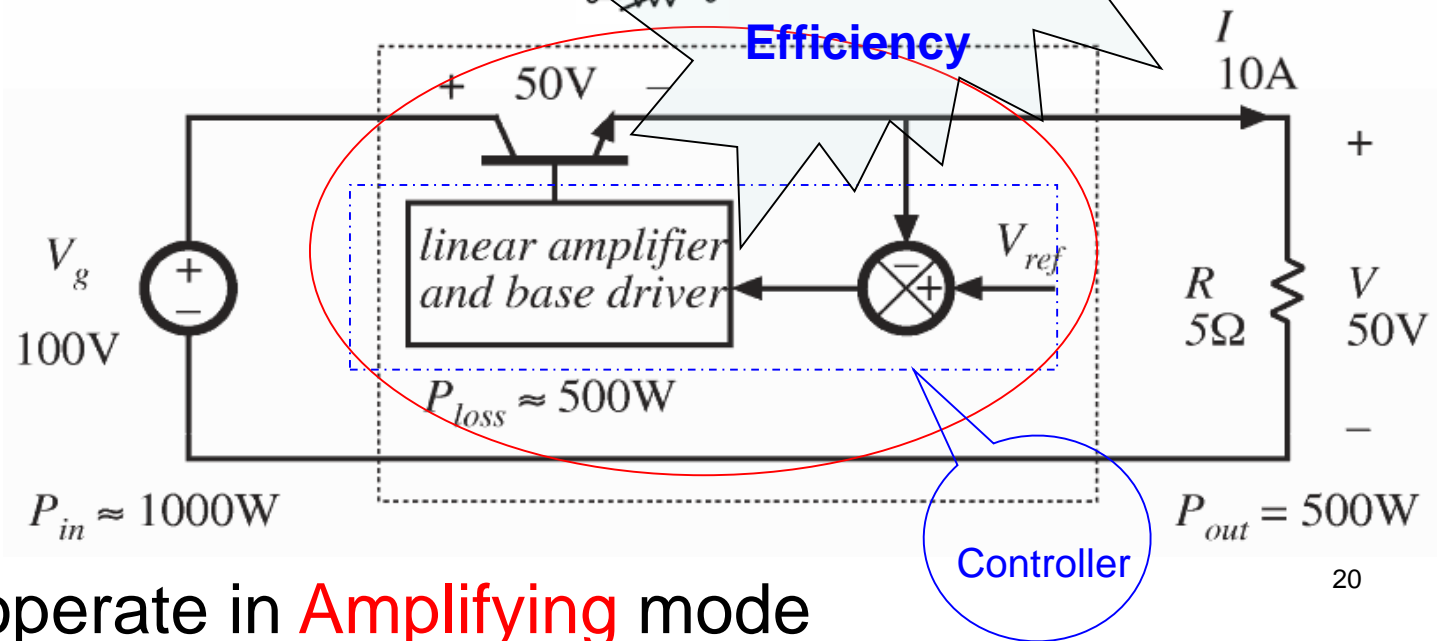 Efficiency
I
10A
+ 50V –
+
linear amplifier
and base driver
V_ref
–
+
V_g
+
–
100V
R
5Ω
V
50V
P_loss ≈ 500W
–
P_in ≈ 1000W
P_out = 500W
Controller
20
operate in Amplifying mode